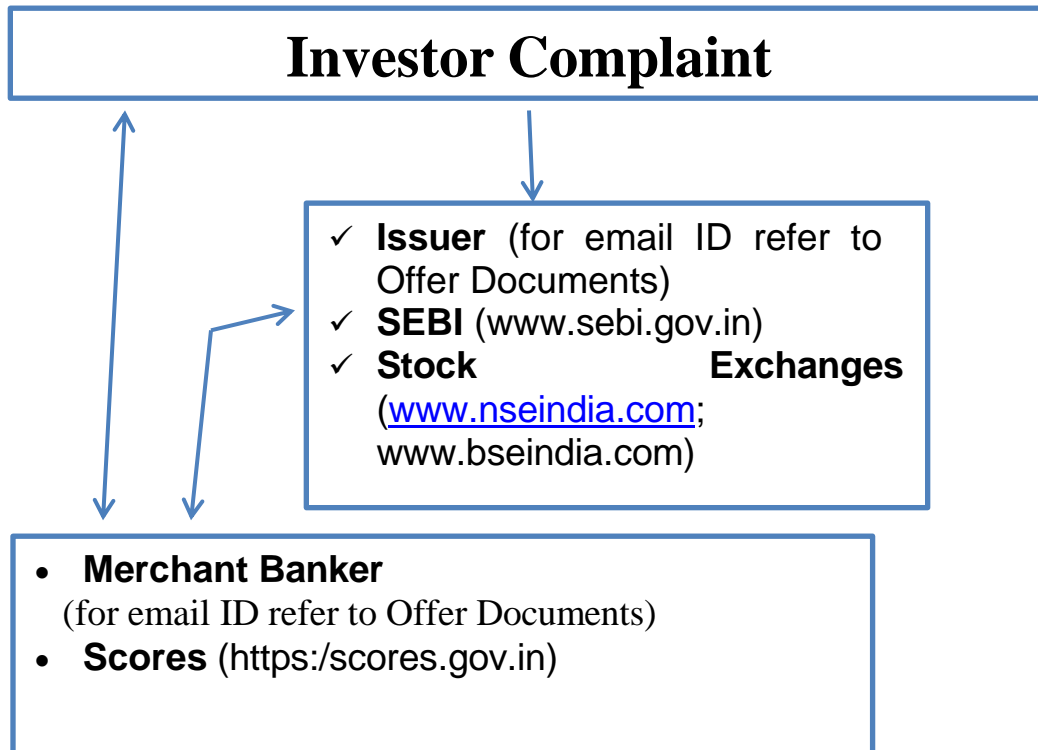 Investor Complaint
✓ Issuer (for email ID refer to
Offer Documents)
✓ SEBI (www.sebi.gov.in)
✓ Stock Exchanges
(www.nseindia.com;
www.bseindia.com)
• Merchant Banker
(for email ID refer to Offer Documents)
• Scores (https:/scores.gov.in)